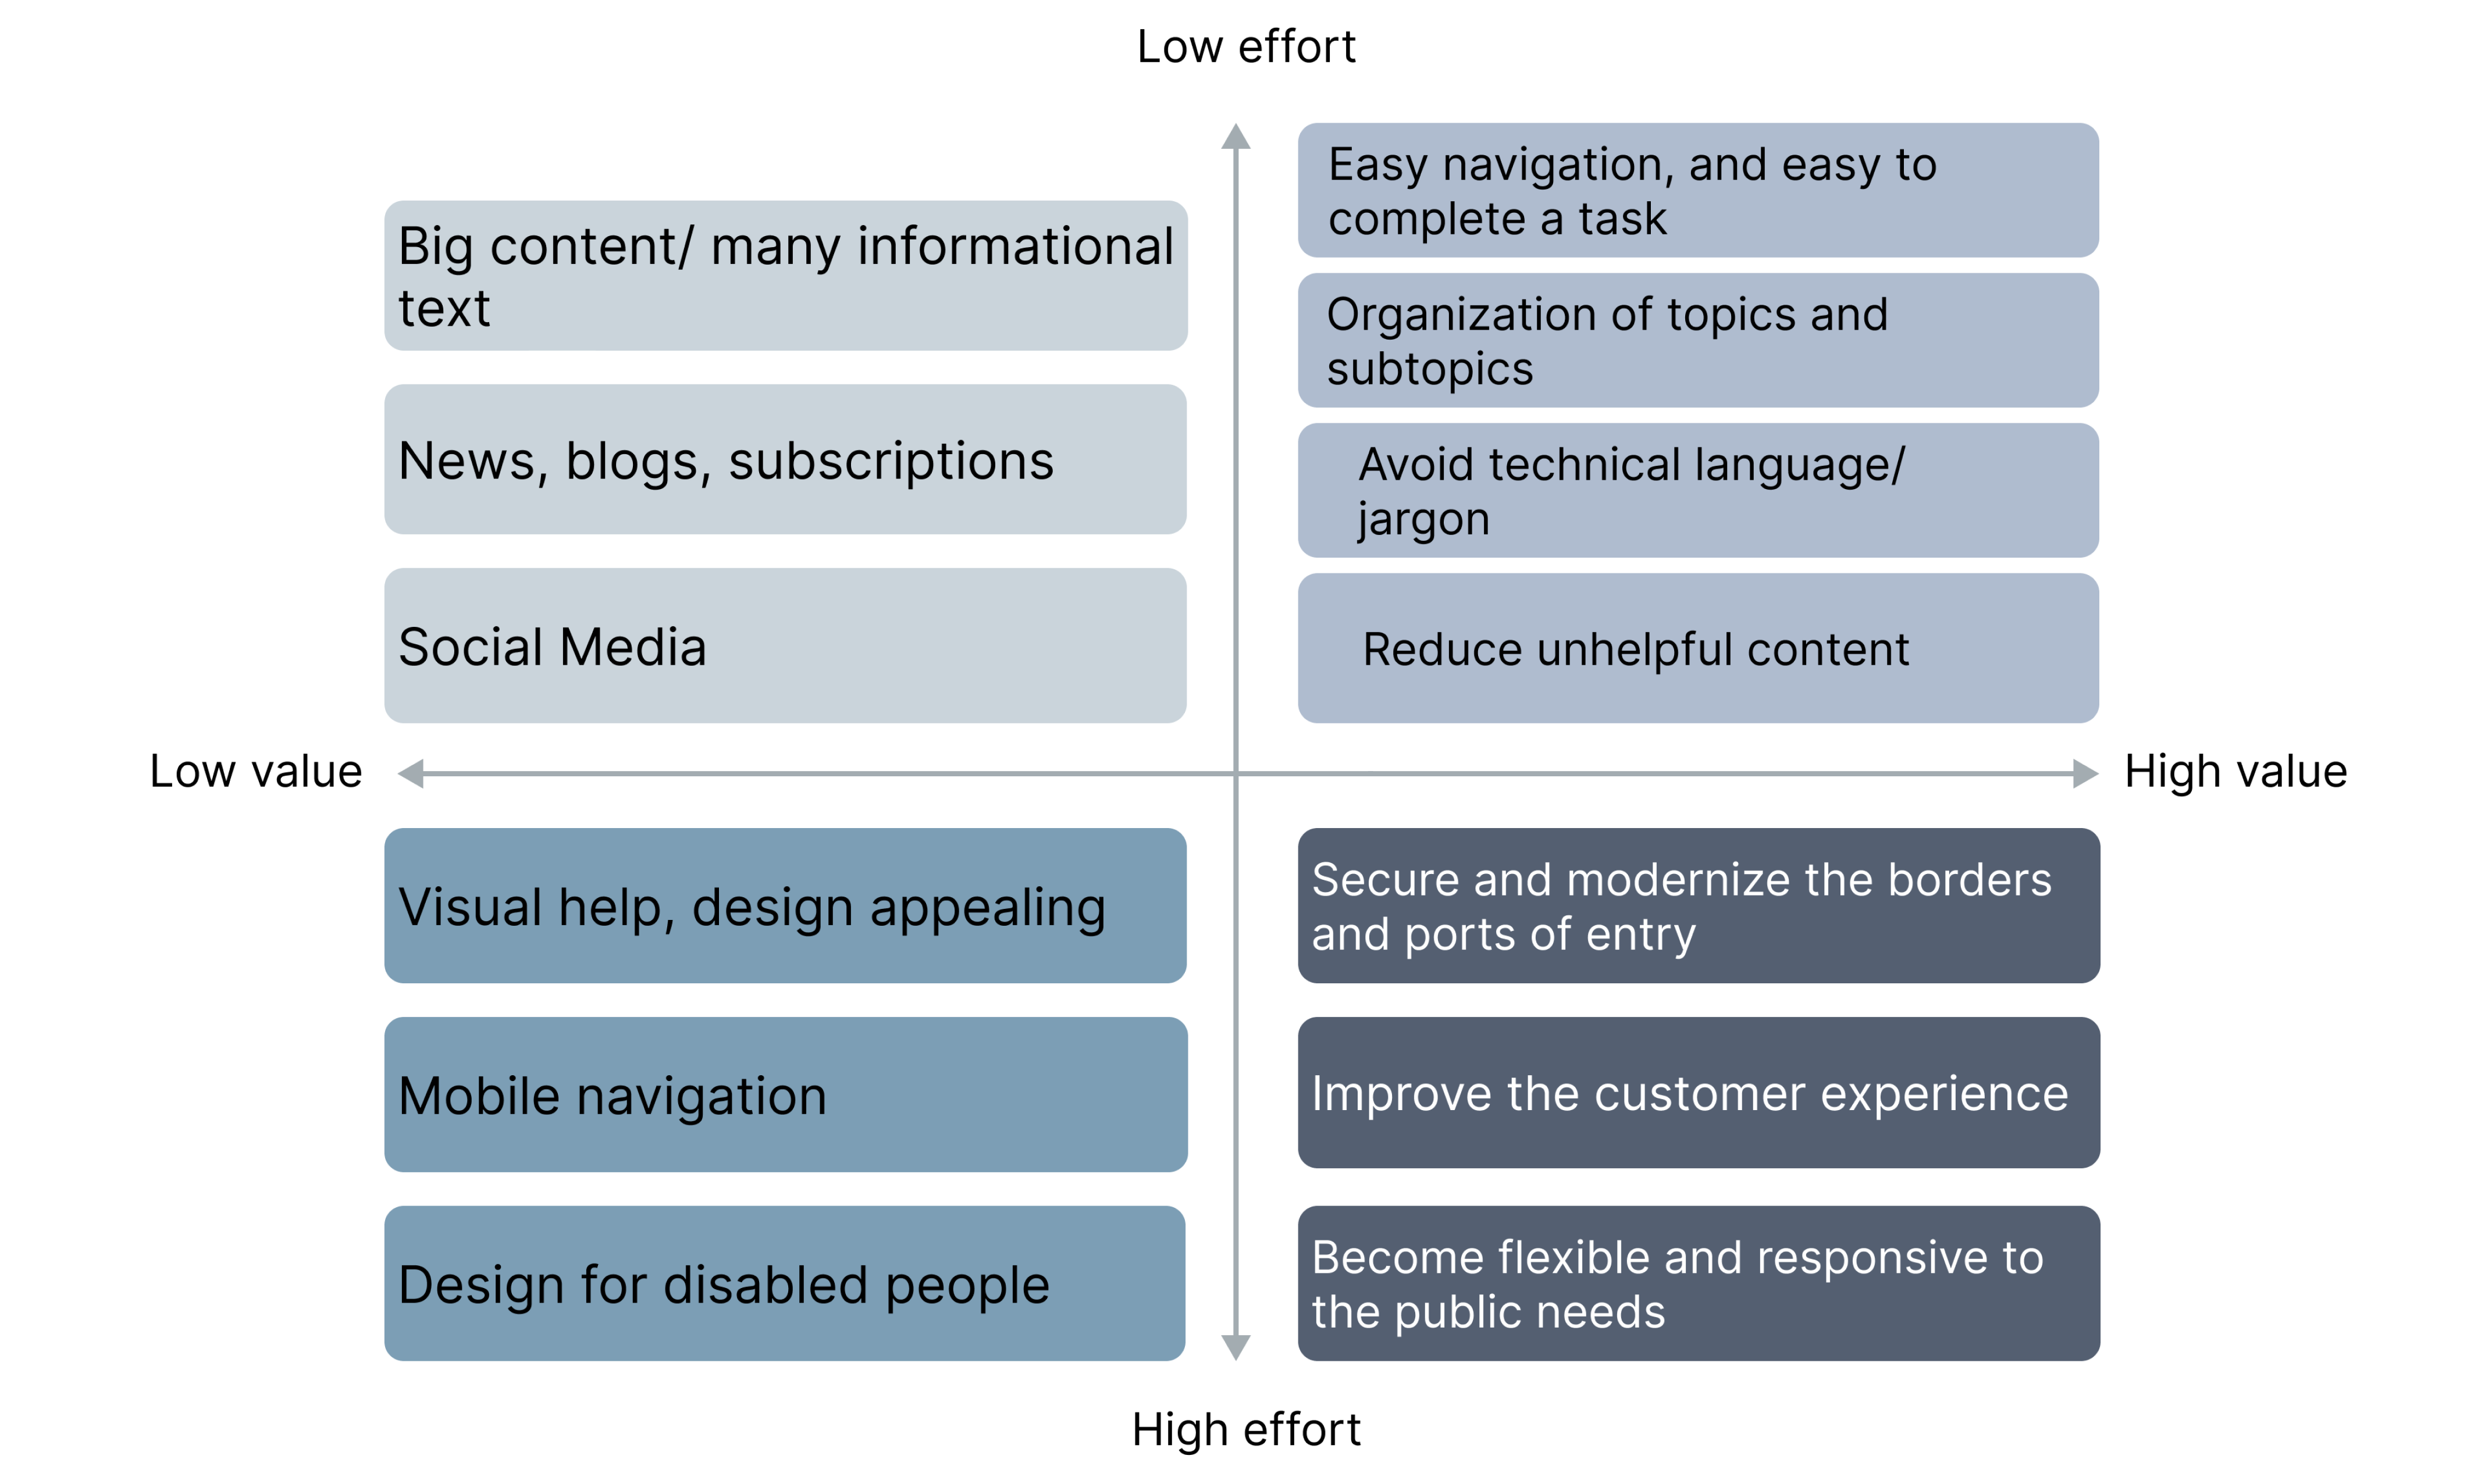 Low effort
Big content/ many informational
text
News, blogs, subscriptions
Social Media
Easy navigation, and easy to
complete a task
Organization of topics and
subtopics
Avoid technical language/
jargon
Reduce unhelpful content
Low value
High value
Visual help, design appealing
Mobile navigation
Design for disabled people
Secure and modernize the borders
and ports of entry
Improve the customer experience
Become flexible and responsive to
the public needs
High effort